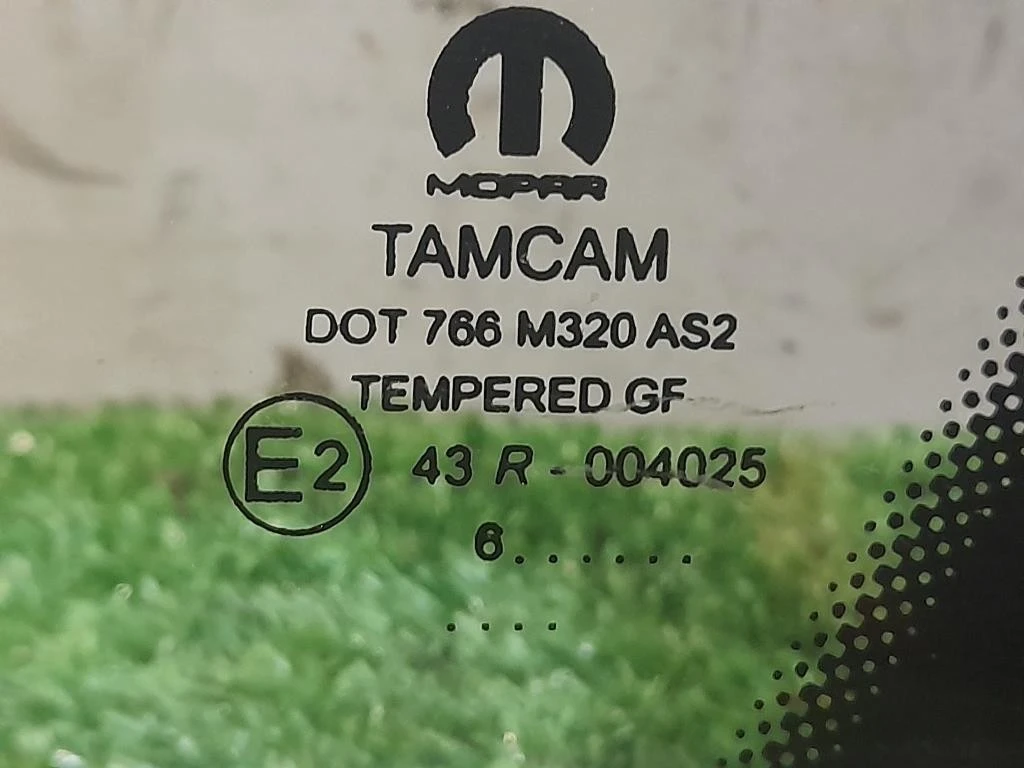 MOPAR
TAMCAM
DOT 766 M320 AS2
TEMPERED GF
E2 43 R - 004025
6.......
....